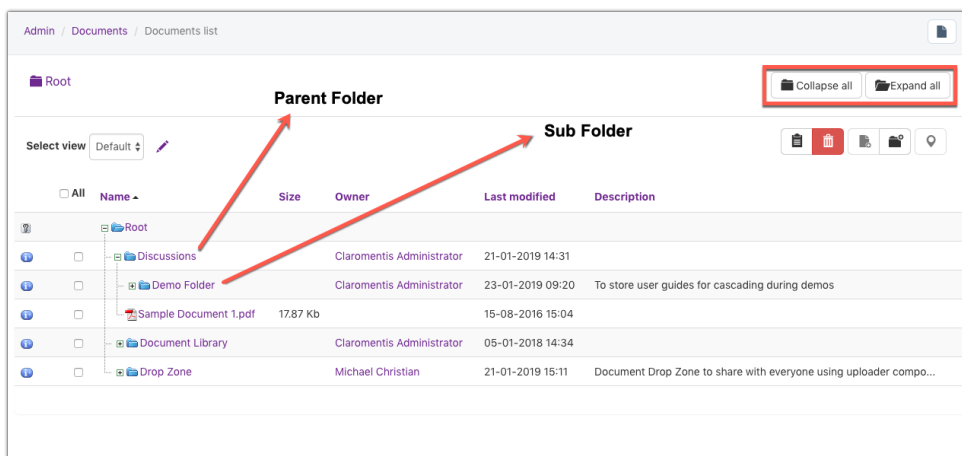 Admin / Documents / Documents list
Root
Collapse all Expand all
Parent Folder
Sub Folder
Select view Default
All Name Size Owner Last modified Description
Root
Discussions Claromentis Administrator 21-01-2019 14:31
Demo Folder Claromentis Administrator 23-01-2019 09:20 To store user guides for cascading during demos
Sample Document 1.pdf 17.87 Kb 15-08-2016 15:04
Document Library Claromentis Administrator 05-01-2018 14:34
Drop Zone Michael Christian 21-01-2019 15:11 Document Drop Zone to share with everyone using uploader compo...